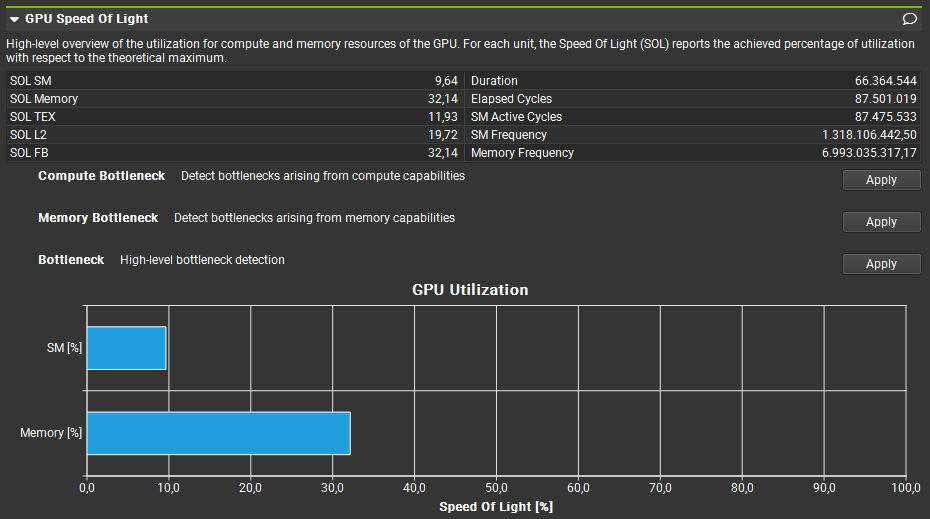 GPU Speed Of Light
High-level overview of the utilization for compute and memory resources of the GPU. For each unit, the Speed Of Light (SOL) reports the achieved percentage of utilization
with respect to the theoretical maximum.
SOL SM 9,64 Duration 66.364.544
SOL Memory 32,14 Elapsed Cycles 87.501.019
SOL TEX 11,93 SM Active Cycles 87.475.533
SOL L2 19,72 SM Frequency 1.318.106.442,50
SOL FB 32,14 Memory Frequency 6.993.035.317,17
Compute Bottleneck Detect bottlenecks arising from compute capabilities Apply
Memory Bottleneck Detect bottlenecks arising from memory capabilities Apply
Bottleneck High-level bottleneck detection Apply
GPU Utilization
SM [%]
Memory [%]
0,0 10,0 20,0 30,0 40,0 50,0 60,0 70,0 80,0 90,0 100,0
Speed Of Light [%]